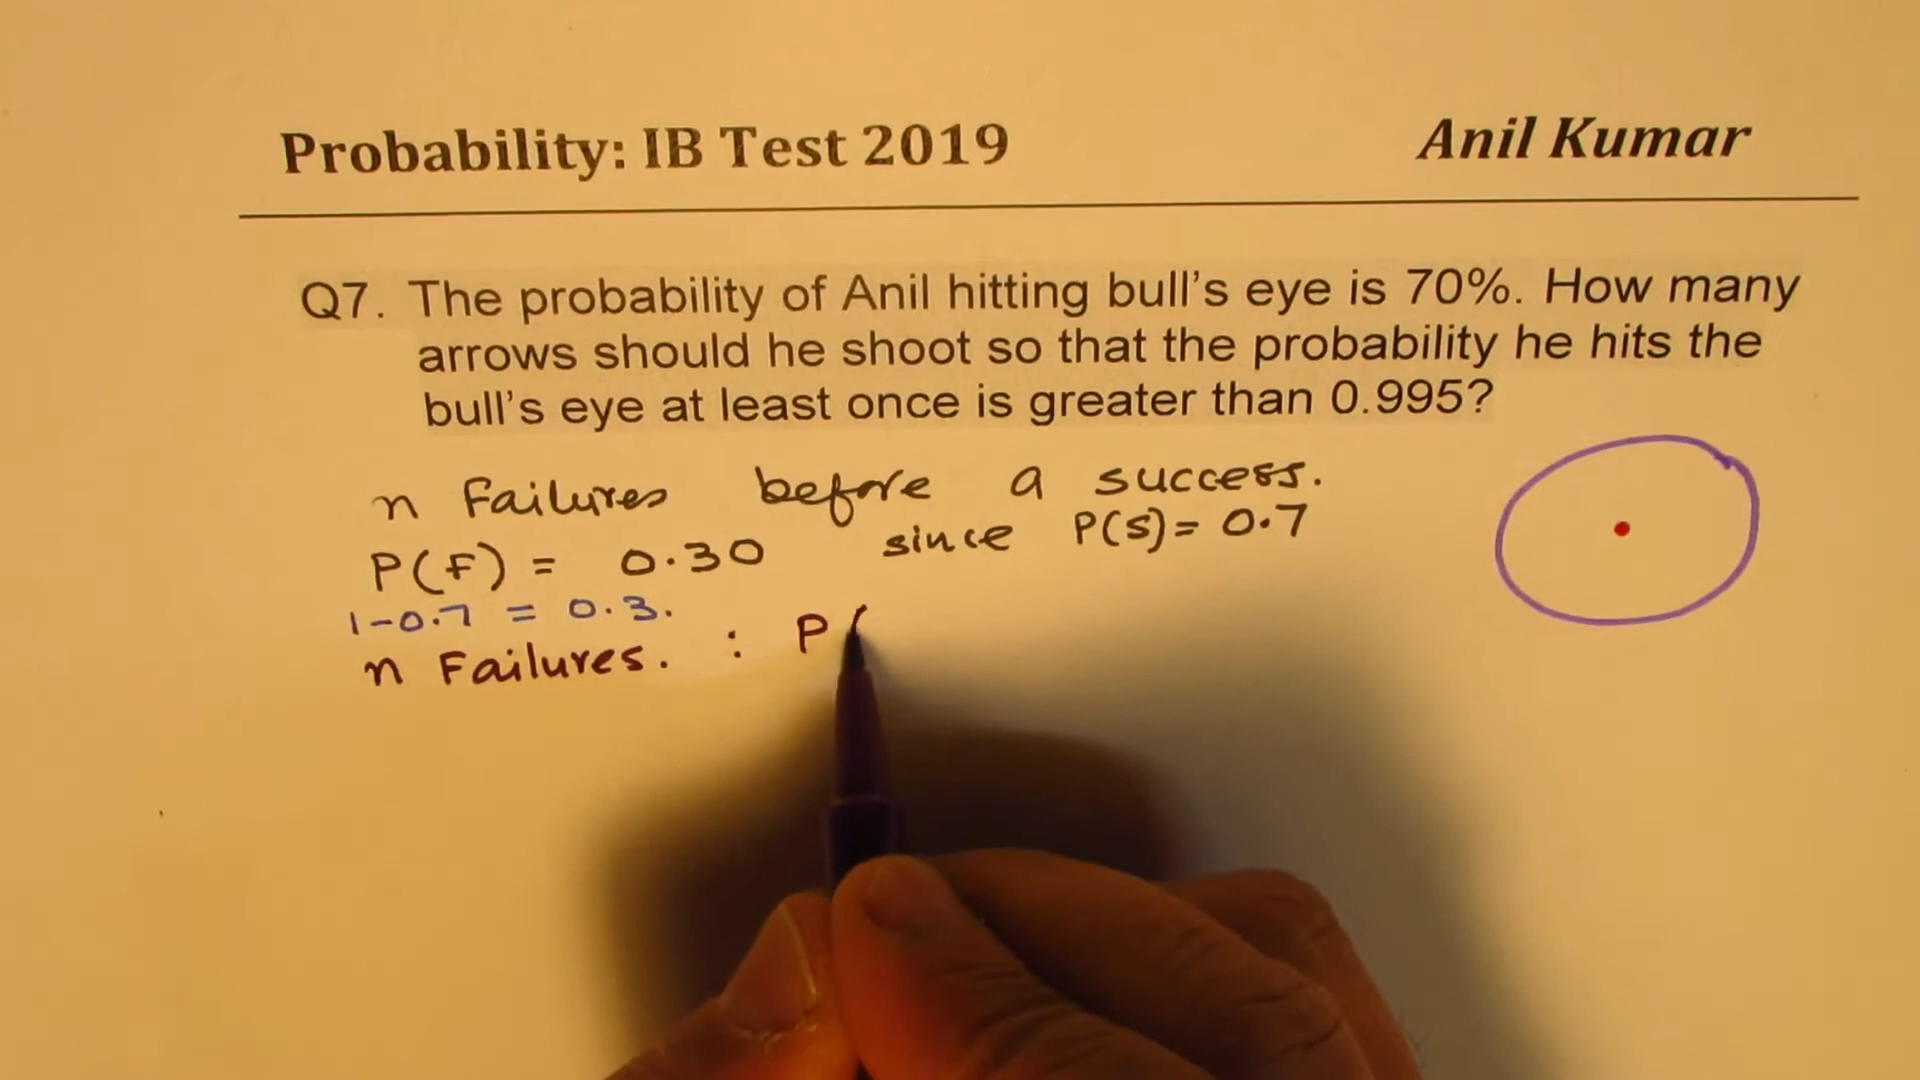 Probability: IB Test 2019 Anil Kumar
Q7. The probability of Anil hitting bull's eye is 70%. How many
arrows should he shoot so that the probability he hits the
bull's eye at least once is greater than 0.995?
n Failures before a success.
P(F) = 0.30 since P(S) = 0.7
1-0.7 = 0.3.
n Failures. : P(